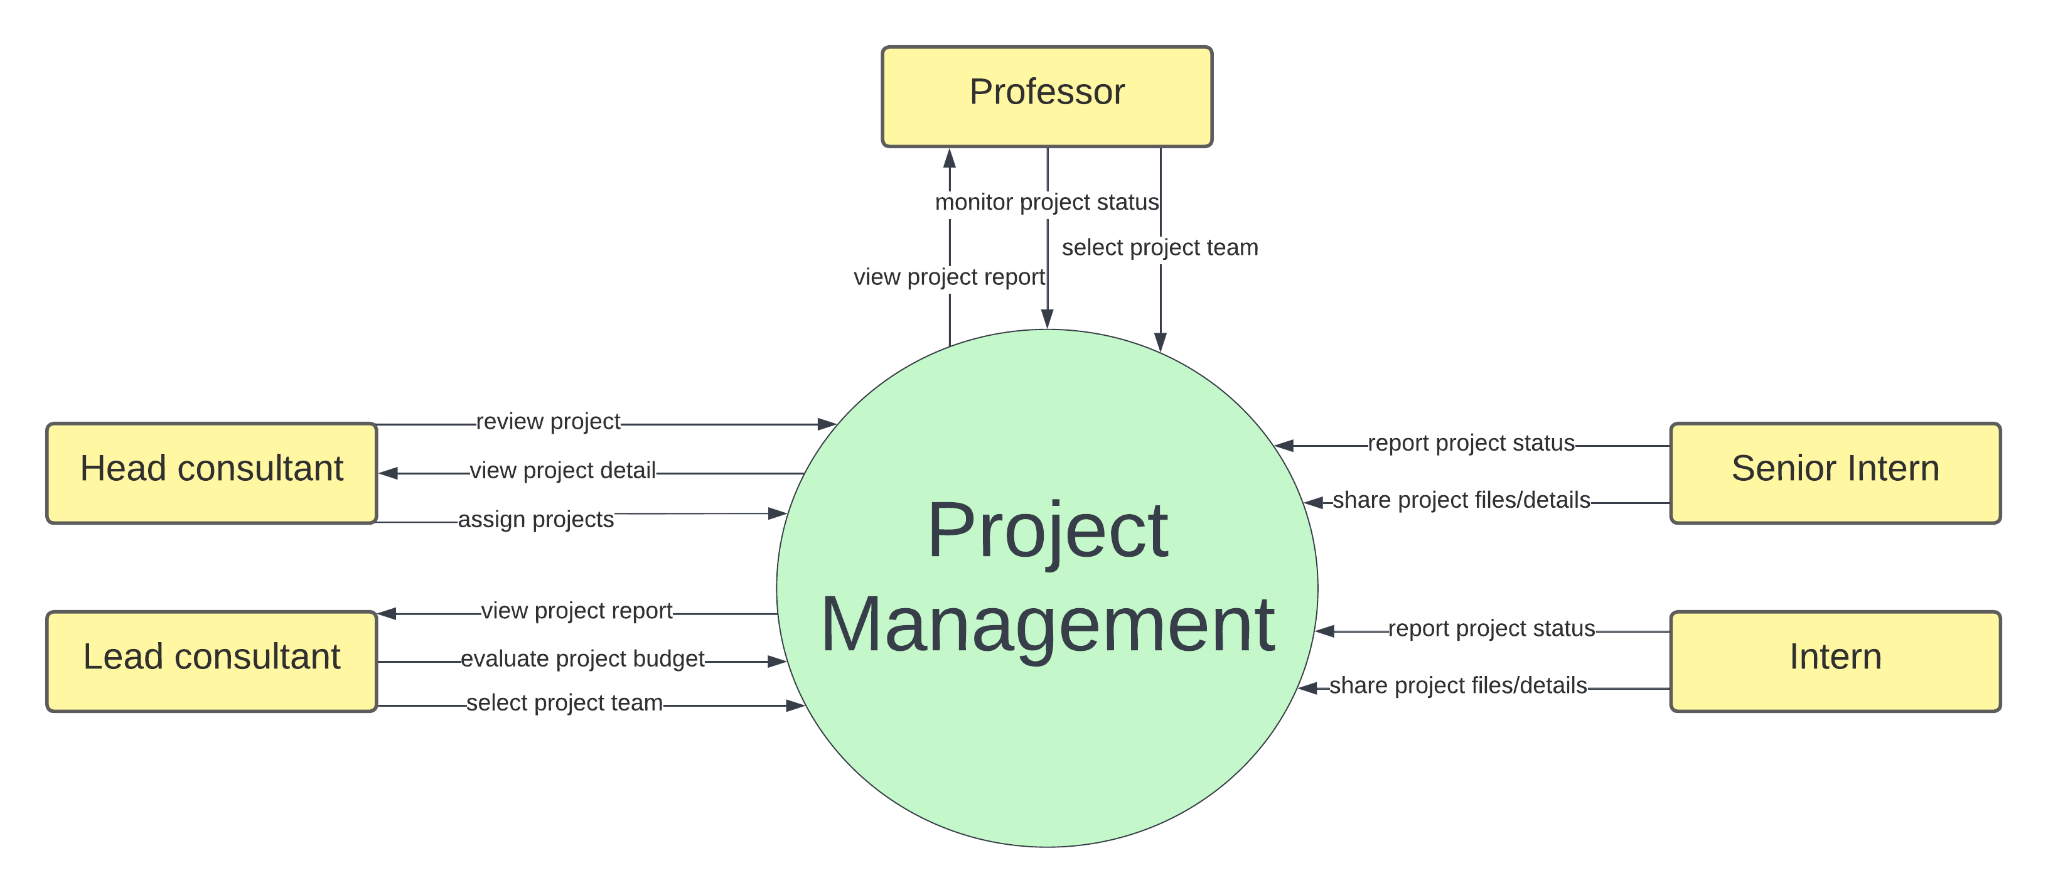 Professor
monitor project status
select project team
view project report
review project
Head consultant
view project detail
assign projects
report project status
Senior Intern
share project files/details
Project
Management
view project report
Lead consultant
evaluate project budget
select project team
report project status
Intern
share project files/details